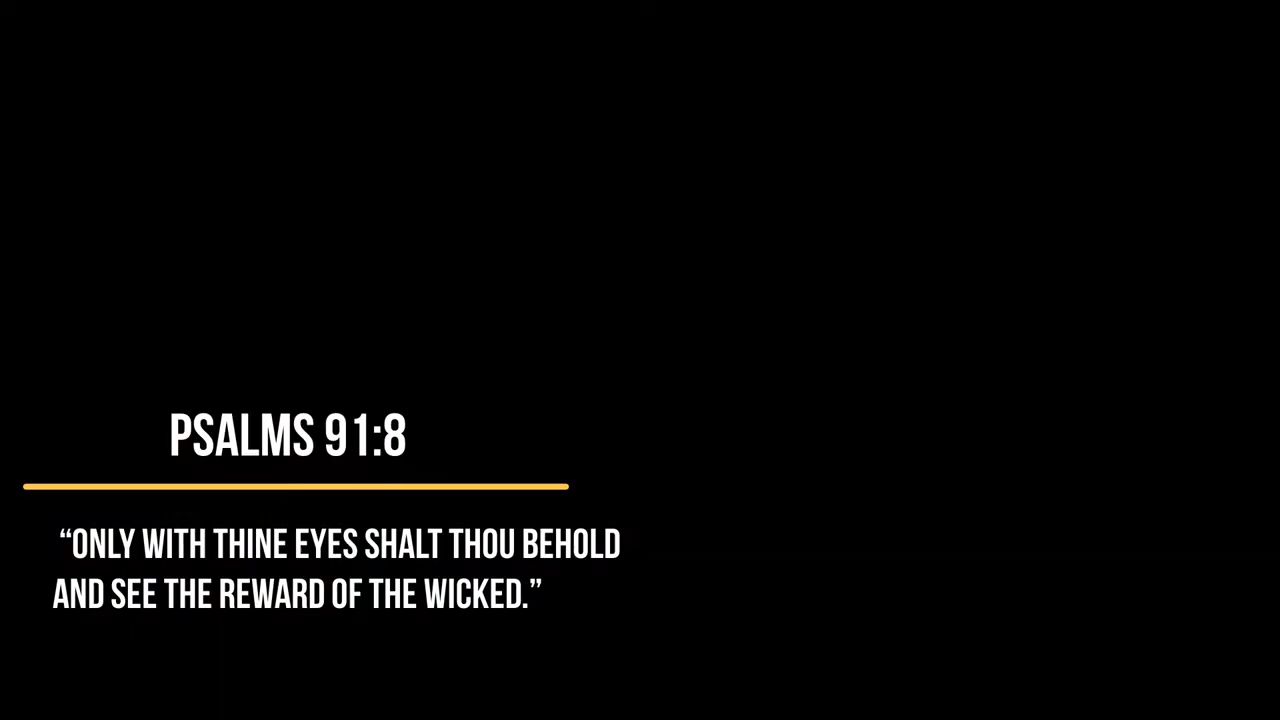 PSALMS 91:8
“ONLY WITH THINE EYES SHALT THOU BEHOLD
AND SEE THE REWARD OF THE WICKED.”